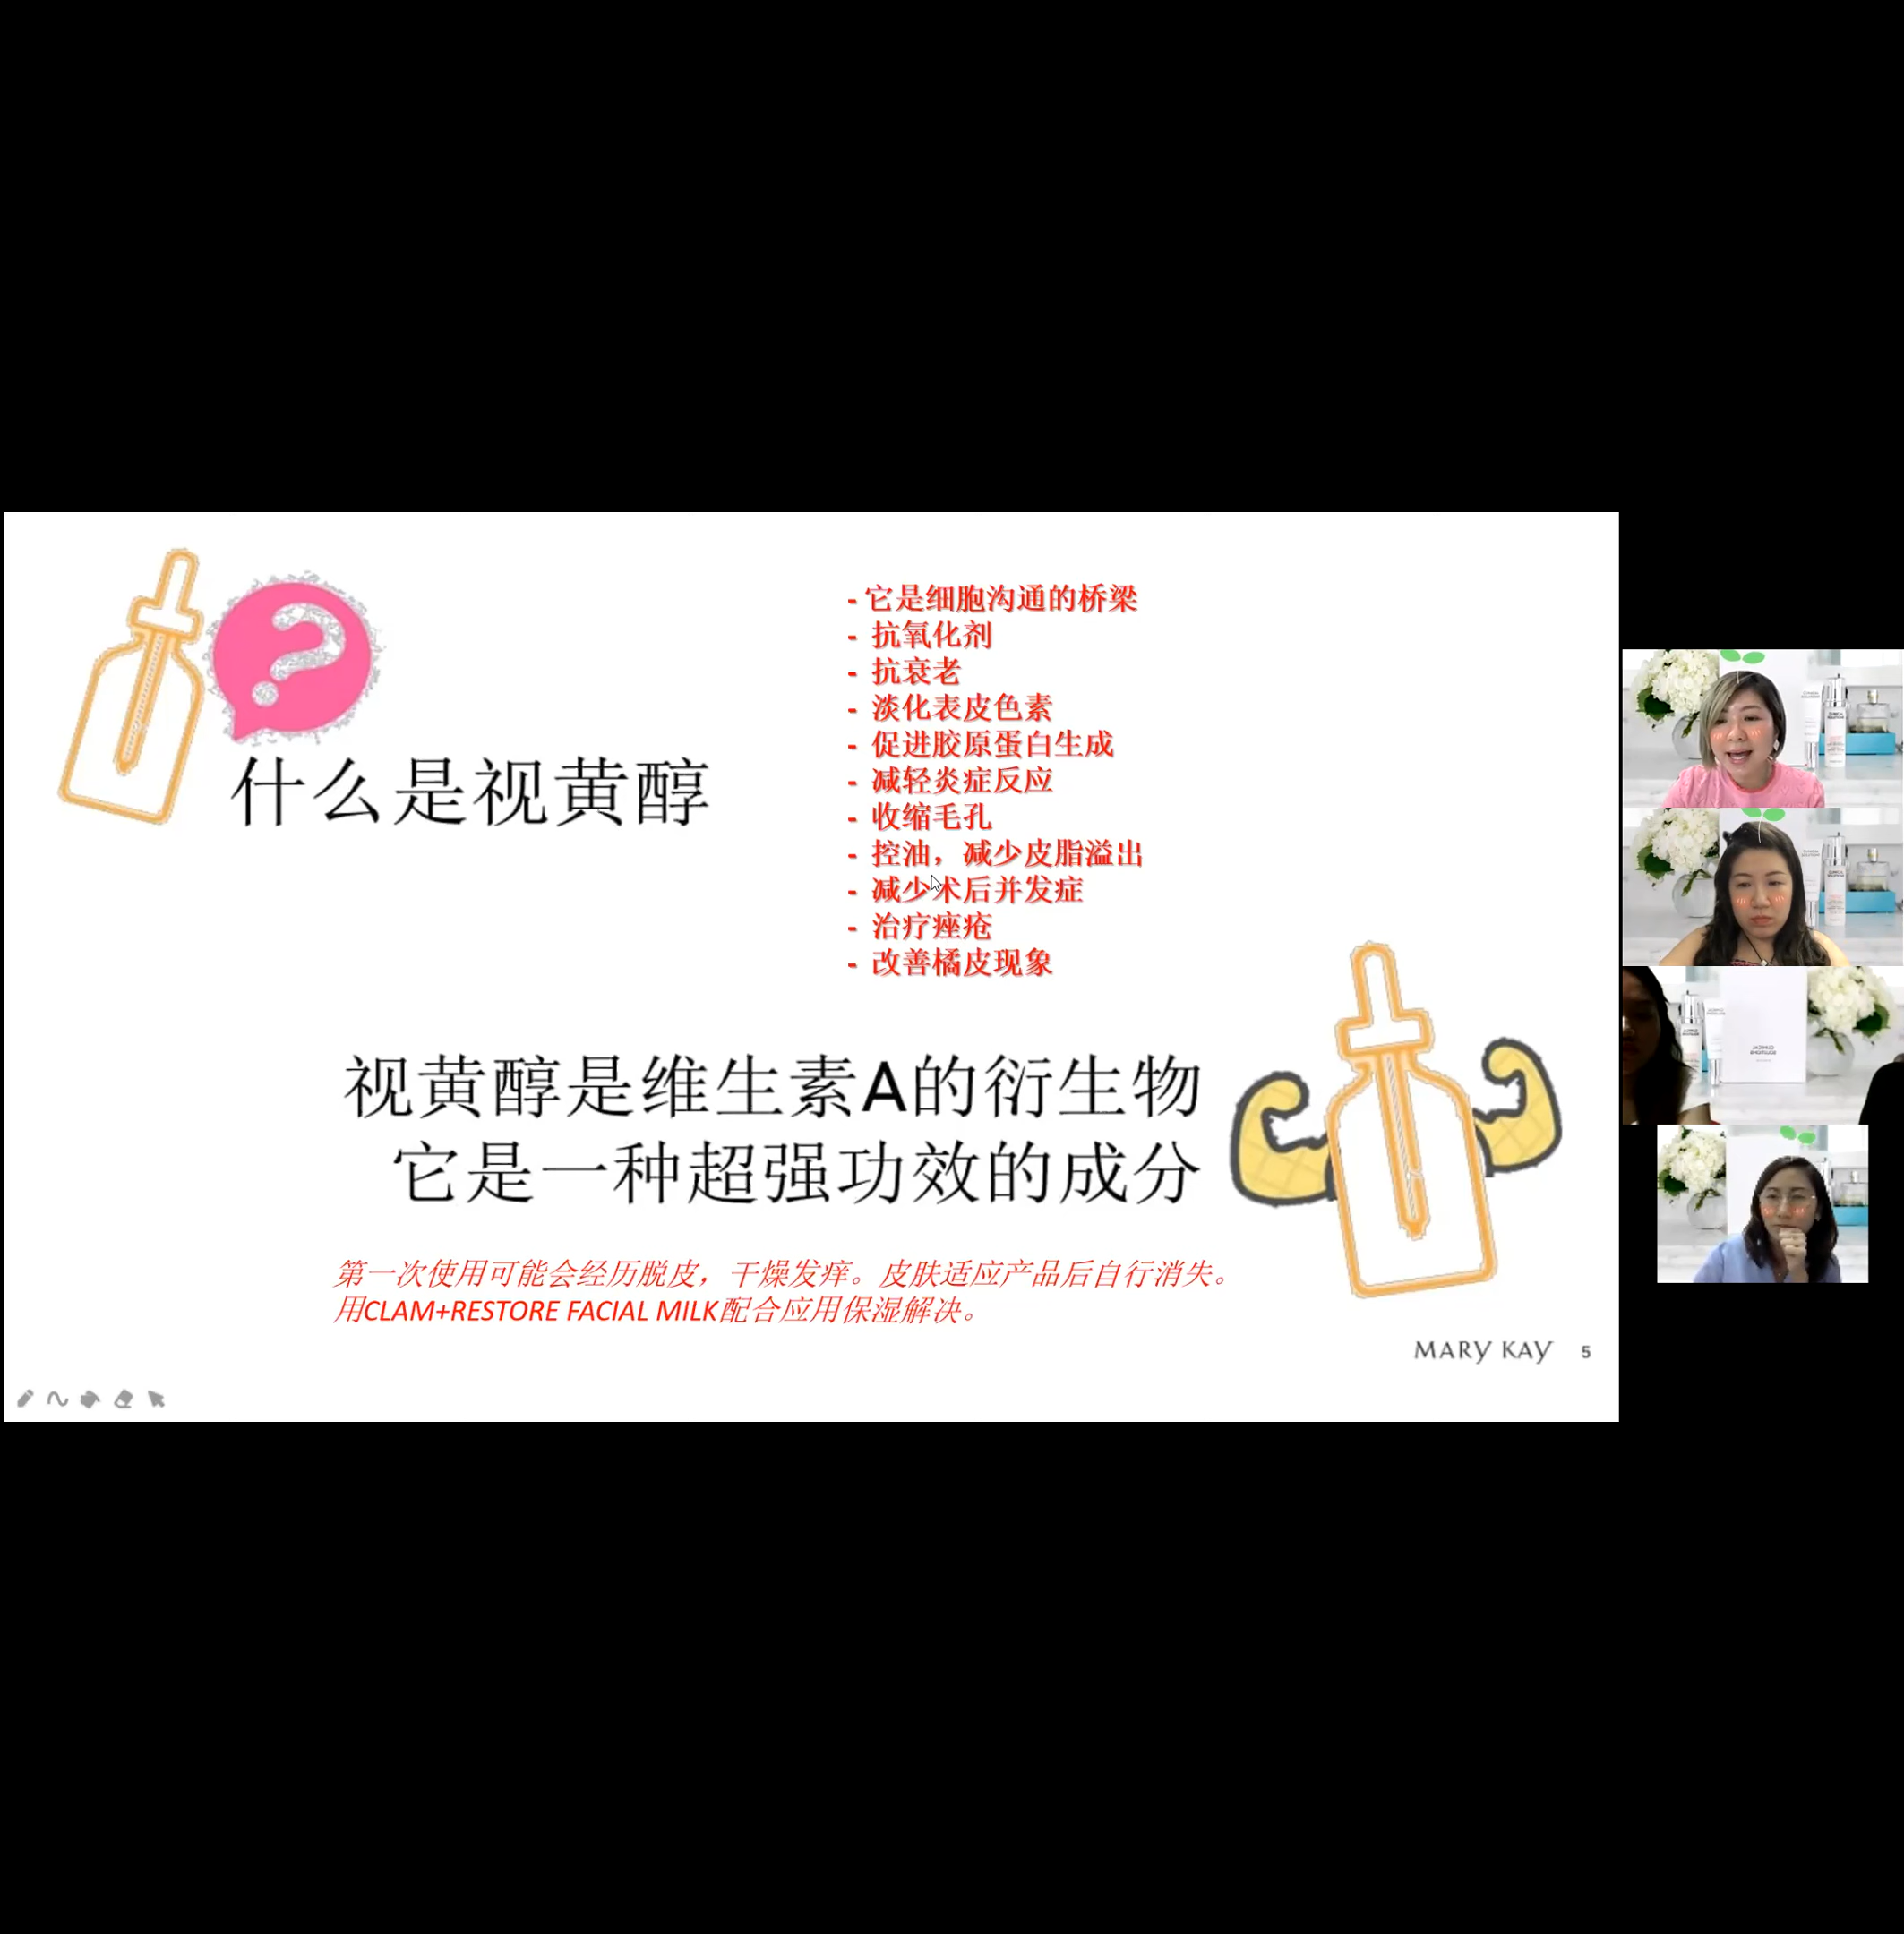 什么是视黄醇
- 它是细胞沟通的桥梁
- 抗氧化剂
- 抗衰老
- 淡化表皮色素
- 促进胶原蛋白生成
- 减轻炎症反应
- 收缩毛孔
- 控油，减少皮脂溢出
- 减少术后并发症
- 治疗痤疮
- 改善橘皮现象
视黄醇是维生素A的衍生物
它是一种超强功效的成分
第一次使用可能会经历脱皮，干燥发痒。皮肤适应产品后自行消失。
用CLAM+RESTORE FACIAL MILK配合应用保湿解决。
MARY KAY 5